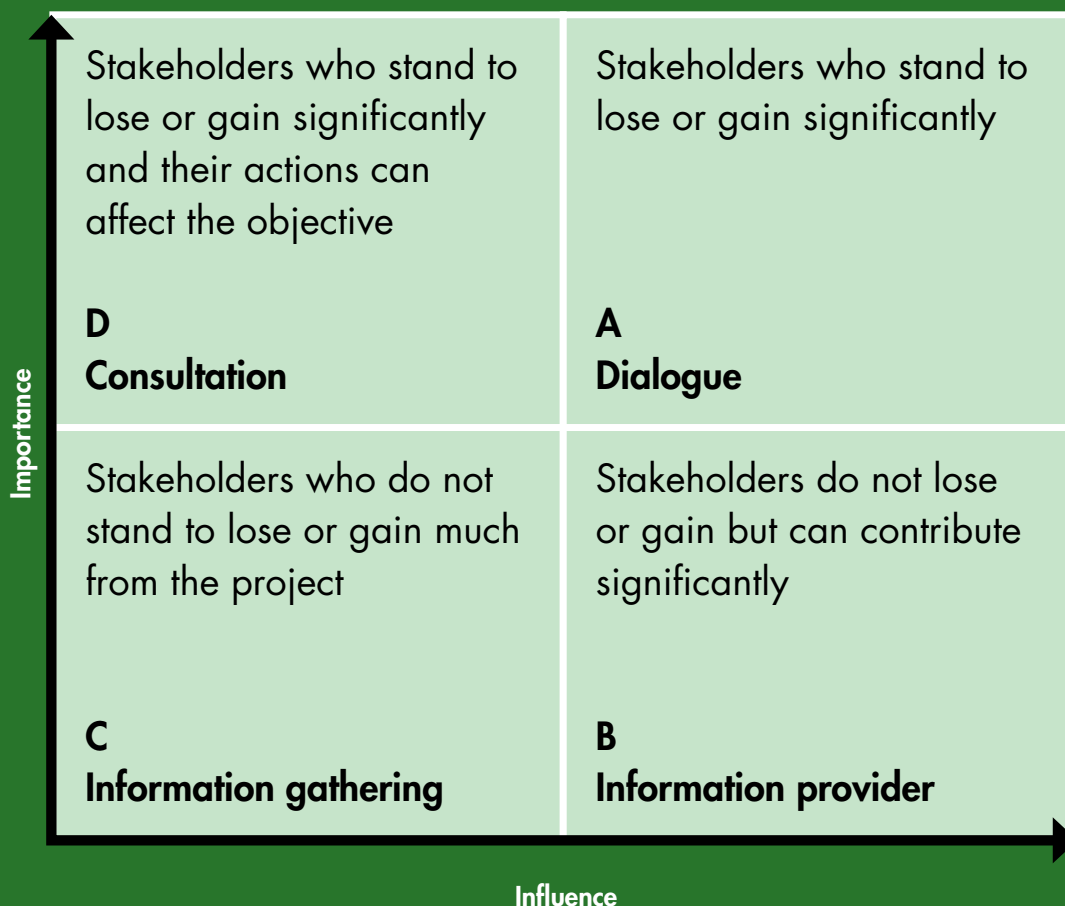 Stakeholders who stand to
lose or gain significantly
and their actions can
affect the objective
D
Consultation
Stakeholders who stand to
lose or gain significantly
A
Dialogue
Importance
Stakeholders who do not
stand to lose or gain much
from the project
C
Information gathering
Stakeholders do not lose
or gain but can contribute
significantly
B
Information provider
Influence